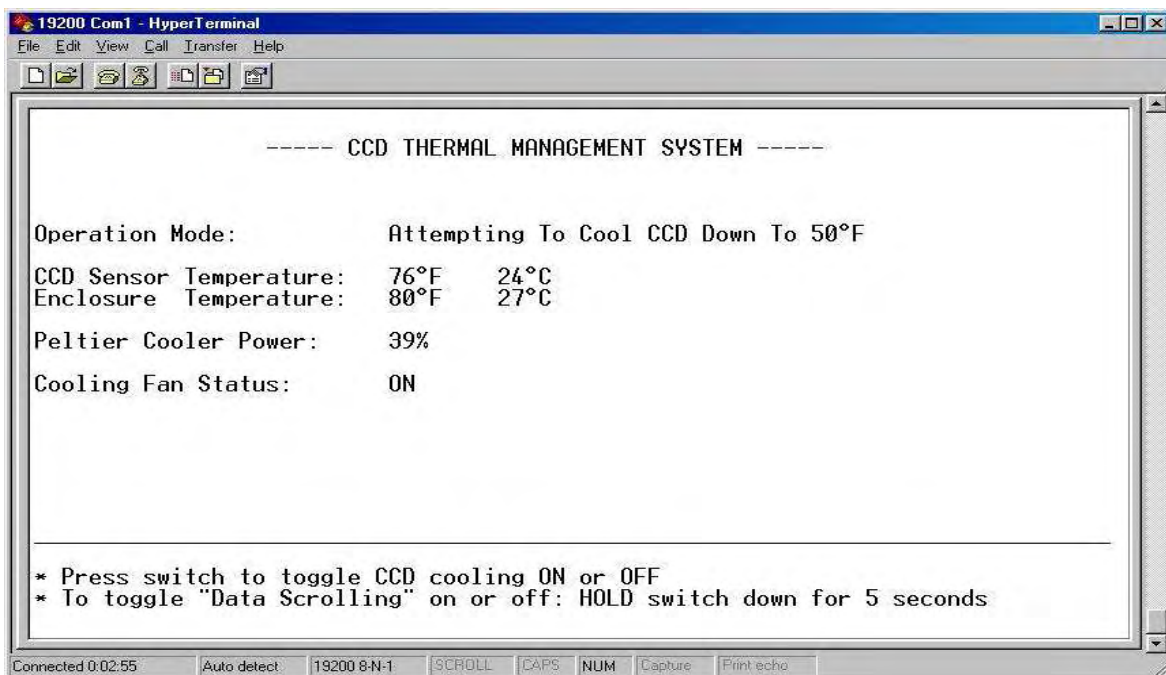 19200 Com1 - HyperTerminal
File Edit View Call Transfer Help
----- CCD THERMAL MANAGEMENT SYSTEM -----
Operation Mode: Attempting To Cool CCD Down To 50°F
CCD Sensor Temperature: 76°F 24°C
Enclosure Temperature: 80°F 27°C
Peltier Cooler Power: 39%
Cooling Fan Status: ON
* Press switch to toggle CCD cooling ON or OFF
* To toggle "Data Scrolling" on or off: HOLD switch down for 5 seconds
Connected 0:02:55 Auto detect 19200 8-N-1 SCROLL CAPS NUM Capture Print echo